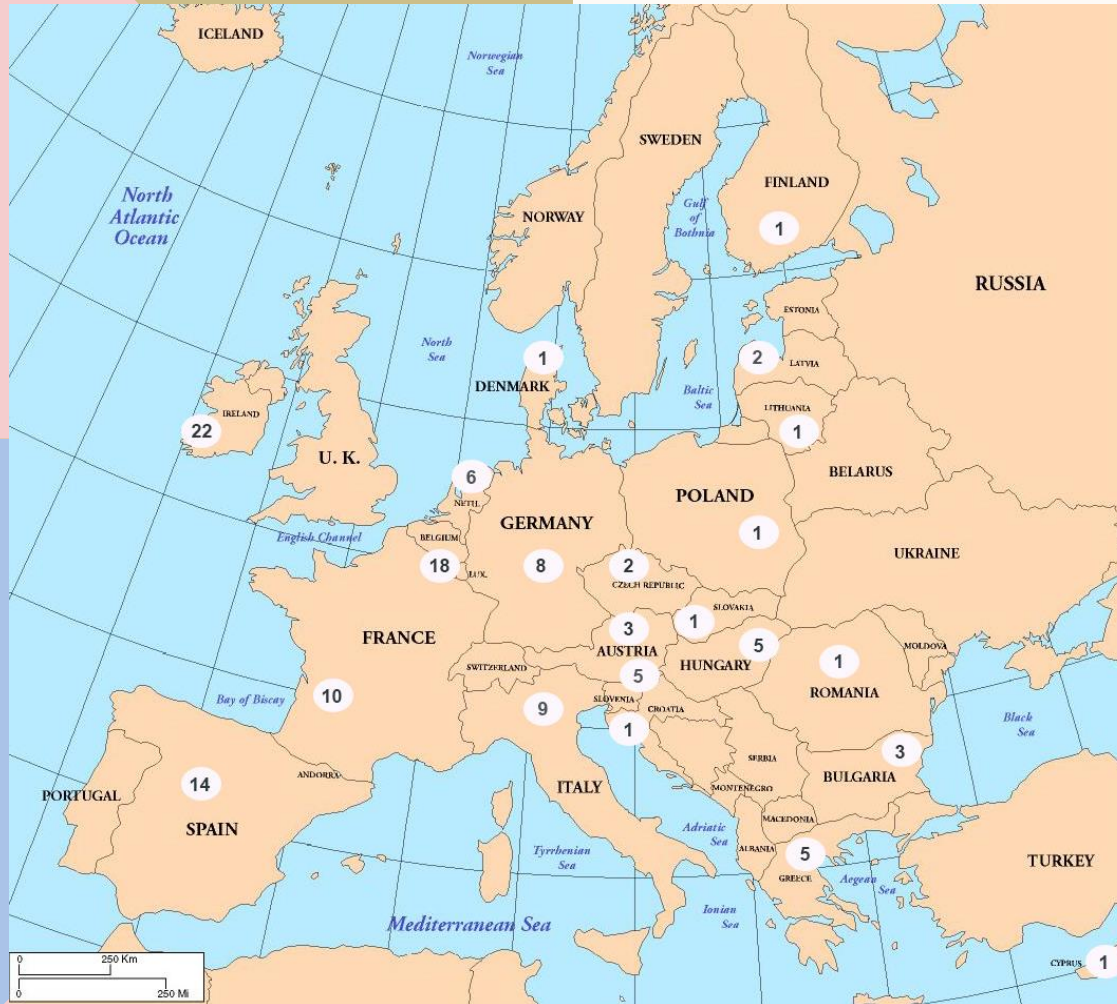 ICELAND
Norwegian
Sea
SWEDEN
FINLAND
North
Atlantic
Ocean
NORWAY
Gulf
of
Bothnia
1
RUSSIA
ESTONIA
North
Sea
1
2
LATVIA
DENMARK
Baltic
Sea
LITHUANIA
IRELAND
22
1
U. K.
BELARUS
6
NETH.
POLAND
GERMANY
1
English Channel
BELGIUM
UKRAINE
18
LUX.
8
2
CZECH REPUBLIC
SLOVAKIA
1
3
FRANCE
AUSTRIA
5
MOLDOVA
SWITZERLAND
HUNGARY
1
5
ROMANIA
Bay of Biscay
10
SLOVENIA
9
CROATIA
Black
Sea
1
3
SERBIA
ANDORRA
BULGARIA
14
ITALY
MONTENEGRO
PORTUGAL
SPAIN
MACEDONIA
Adriatic
Sea
ALBANIA
5
Tyrrhenian
Sea
GREECE
Aegean
Sea
TURKEY
Mediterranean Sea
Ionian
Sea
0 250 Km
0 250 Mi
CYPRUS
1